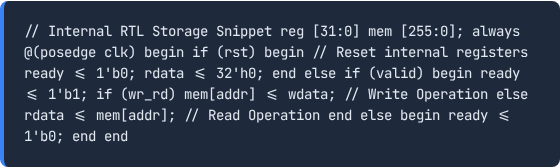 // Internal RTL Storage Snippet reg [31:0] mem [255:0]; always
@(posedge clk) begin if (rst) begin // Reset internal registers
ready <= 1'b0; rdata <= 32'h0; end else if (valid) begin ready
<= 1'b1; if (wr_rd) mem[addr] <= wdata; // Write Operation else
rdata <= mem[addr]; // Read Operation end else begin ready <=
1'b0; end end